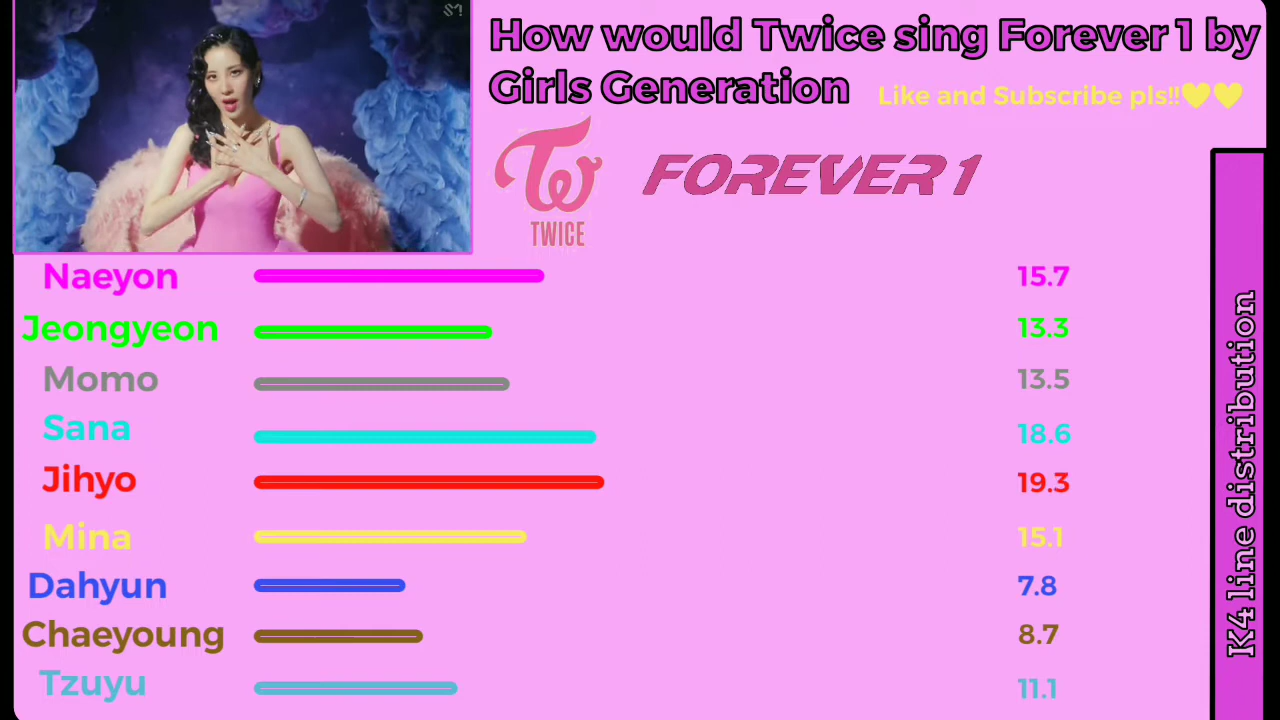 SM
How would Twice sing Forever 1 by
Girls Generation
Like and Subscribe pls!!💛💛
TWICE
FOREVER 1
Naeyon 15.7
Jeongyeon 13.3
Momo 13.5
Sana 18.6
Jihyo 19.3
Mina 15.1
Dahyun 7.8
Chaeyoung 8.7
Tzuyu 11.1
K4 line distribution